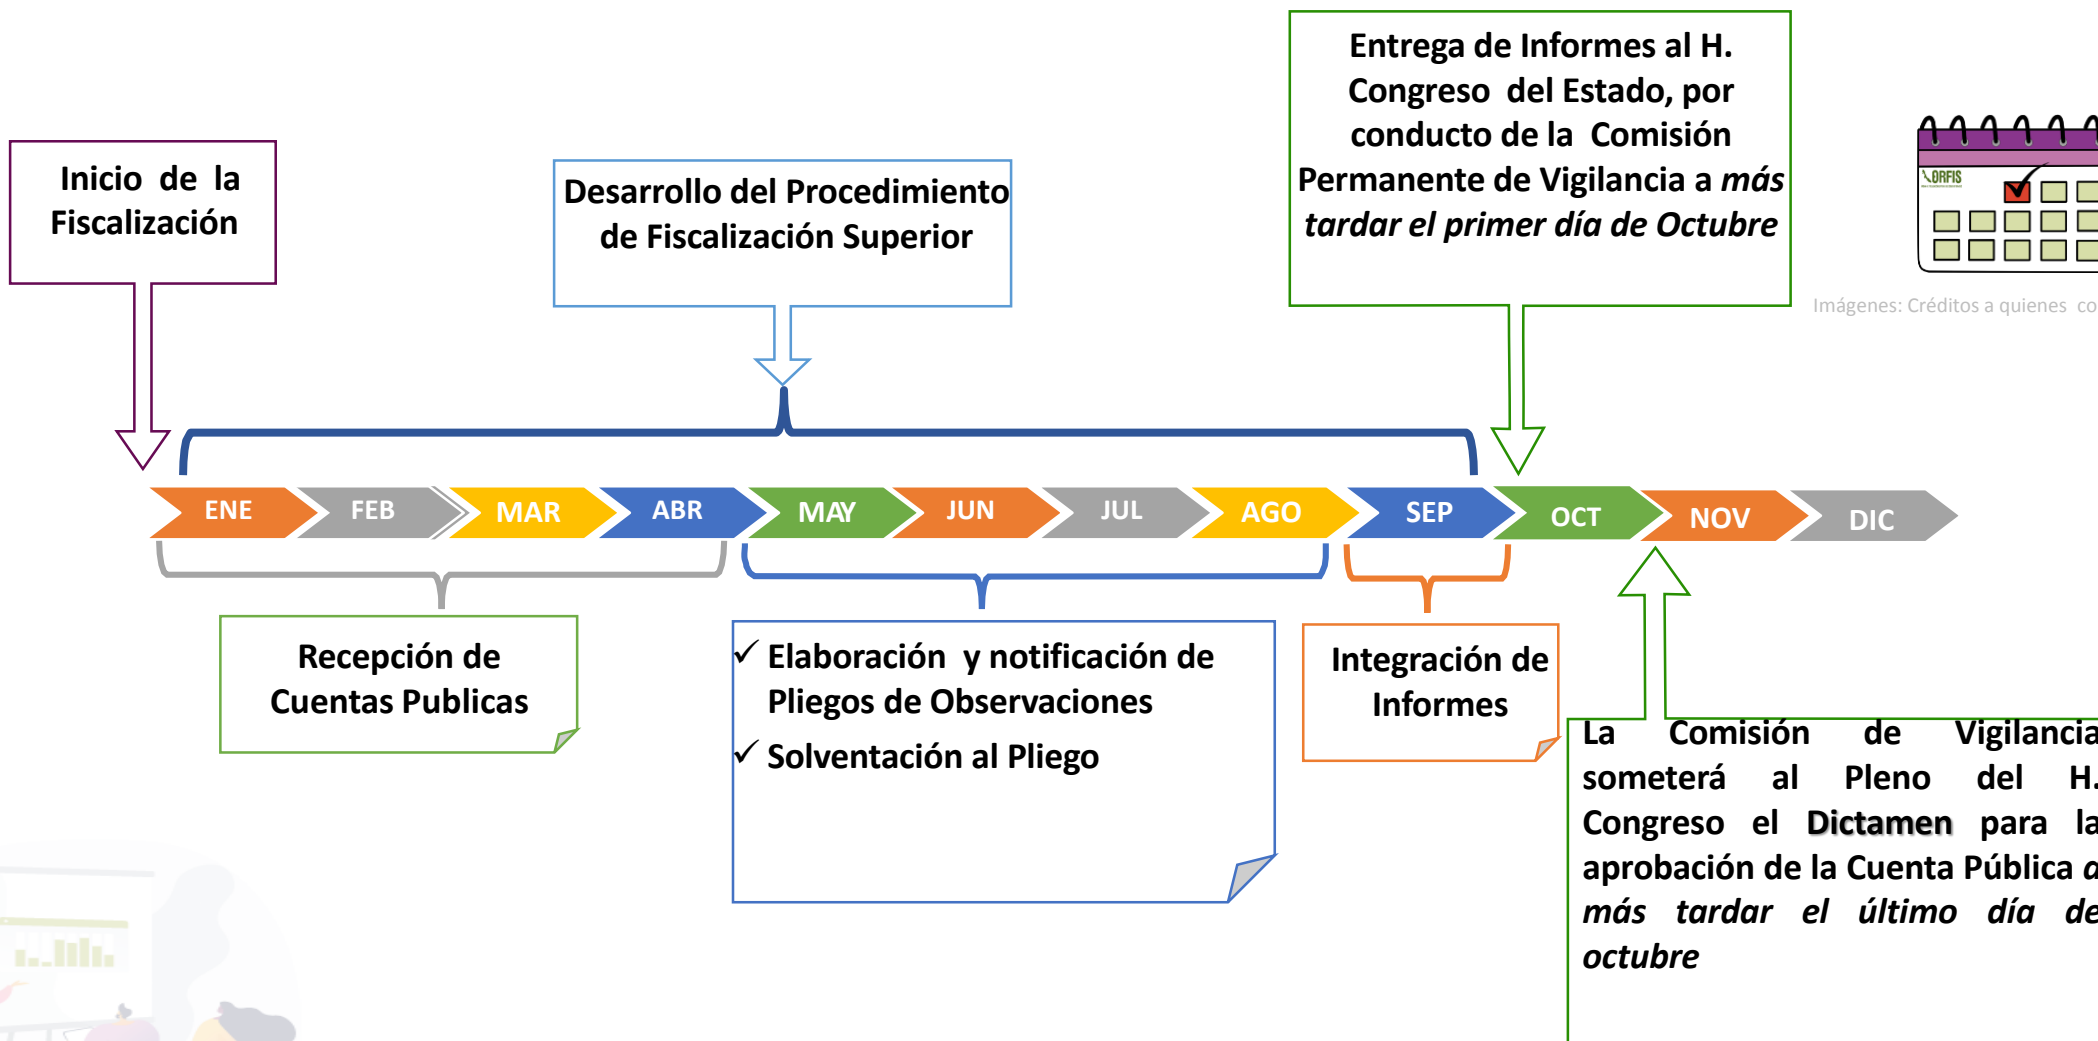 Inicio de la
Fiscalización
Desarrollo del Procedimiento
de Fiscalización Superior
Entrega de Informes al H.
Congreso del Estado, por
conducto de la Comisión
Permanente de Vigilancia a más
tardar el primer día de Octubre
ORFIS
Imágenes: Créditos a quienes co
ENE FEB MAR ABR MAY JUN JUL AGO SEP OCT NOV DIC
Recepción de
Cuentas Publicas
✓ Elaboración y notificación de
Pliegos de Observaciones
✓ Solventación al Pliego
Integración de
Informes
La Comisión de Vigilancia
someterá al Pleno del H.
Congreso el Dictamen para la
aprobación de la Cuenta Pública a
más tardar el último día de
octubre